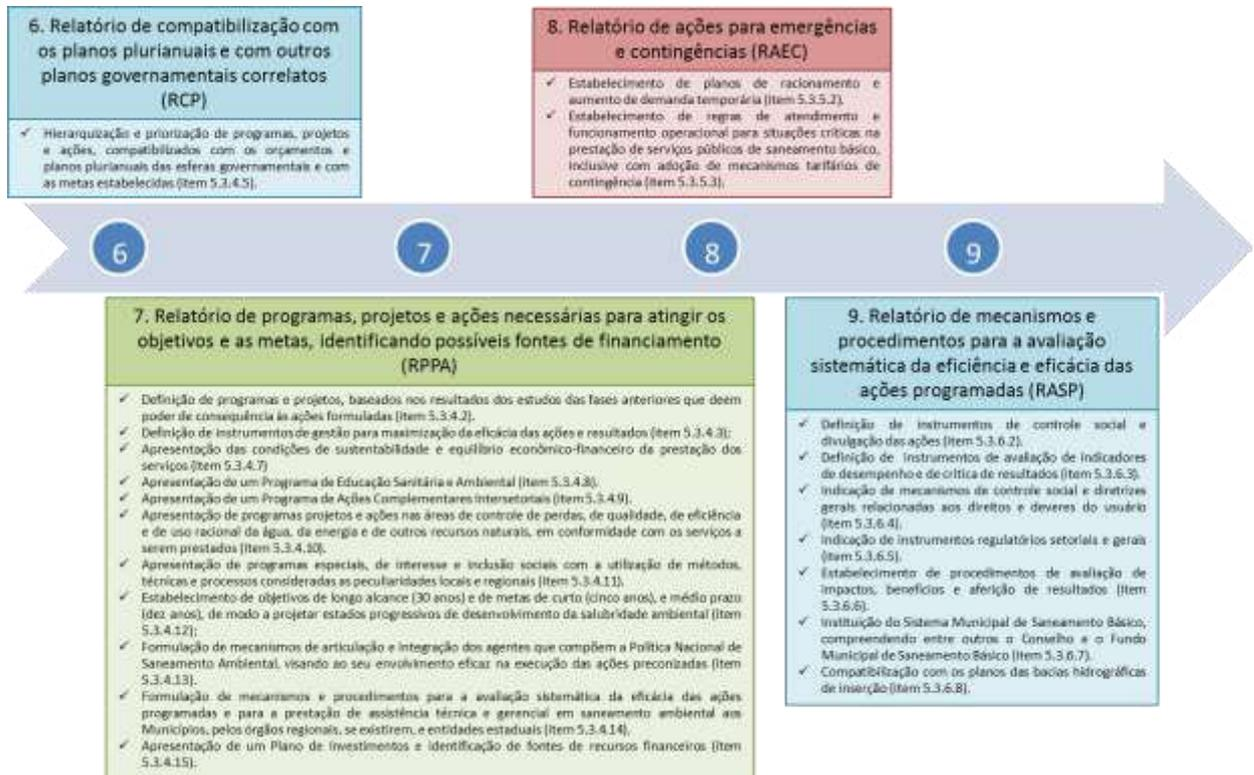 6. Relatório de compatibilização com
os planos plurianuais e com outros
planos governamentais correlatos
(RCP)
✓ Hierarquização e priorização de programas, projetos
e ações, compatibilizados com os orçamentos e
planos plurianuais das esferas governamentais e com
as metas estabelecidas (item 5.3.4.5).
8. Relatório de ações para emergências
e contingências (RAEC)
✓ Estabelecimento de planos de racionamento e
aumento de demanda temporária (item 5.3.5.2).
✓ Estabelecimento de regras de atendimento e
funcionamento operacional para situações críticas na
prestação de serviços públicos de saneamento básico,
inclusive com adoção de mecanismos tarifários de
contingência (item 5.3.5.3).
6
7
8
9
7. Relatório de programas, projetos e ações necessárias para atingir os
objetivos e as metas, identificando possíveis fontes de financiamento
(RPPA)
✓ Definição de programas e projetos, baseados nos resultados dos estudos das fases anteriores que deem
poder de consequência às ações formuladas (item 5.3.4.2).
✓ Definição de instrumentos de gestão para maximização da eficácia das ações e resultados (item 5.3.4.3);
✓ Apresentação das condições de sustentabilidade e equilíbrio econômico-financeiro da prestação dos
serviços (item 5.3.4.7)
✓ Apresentação de um Programa de Educação Sanitária e Ambiental (item 5.3.4.8).
✓ Apresentação de um Programa de Ações Complementares Intersetoriais (item 5.3.4.9).
✓ Apresentação de programas projetos e ações nas áreas de controle de perdas, de qualidade, de eficiência
e de uso racional da água, da energia e de outros recursos naturais, em conformidade com os serviços a
serem prestados (item 5.3.4.10).
✓ Apresentação de programas especiais, de interesse e inclusão sociais com a utilização de métodos,
técnicas e processos consideradas as peculiaridades locais e regionais (item 5.3.4.11).
✓ Estabelecimento de objetivos de longo alcance (30 anos) e de metas de curto (cinco anos), e médio prazo
(dez anos), de modo a projetar estados progressivos de desenvolvimento da salubridade ambiental (item
5.3.4.12);
✓ Formulação de mecanismos de articulação e integração dos agentes que compõem a Política Nacional de
Saneamento Ambiental, visando ao seu envolvimento eficaz na execução das ações preconizadas (item
5.3.4.13).
✓ Formulação de mecanismos e procedimentos para a avaliação sistemática da eficácia das ações
programadas e para a prestação de assistência técnica e gerencial em saneamento ambiental aos
Municípios, pelos órgãos regionais, se existirem, e entidades estaduais (item 5.3.4.14).
✓ Apresentação de um Plano de Investimentos e identificação de fontes de recursos financeiros (item
5.3.4.15).
9. Relatório de mecanismos e
procedimentos para a avaliação
sistemática da eficiência e eficácia das
ações programadas (RASP)
✓ Definição de instrumentos de controle social e
divulgação das ações (item 5.3.6.2).
✓ Definição de instrumentos de avaliação de indicadores
de desempenho e de crítica de resultados (item 5.3.6.3).
✓ Indicação de mecanismos de controle social e diretrizes
gerais relacionadas aos direitos e deveres do usuário
(item 5.3.6.4).
✓ Indicação de instrumentos regulatórios setoriais e gerais
(item 5.3.6.5).
✓ Estabelecimento de procedimentos de avaliação de
impactos, benefícios e aferição de resultados (item
5.3.6.6).
✓ Instituição do Sistema Municipal de Saneamento Básico,
compreendendo entre outros o Conselho e o Fundo
Municipal de Saneamento Básico (item 5.3.6.7).
✓ Compatibilização com os planos das bacias hidrográficas
de inserção (item 5.3.6.8).